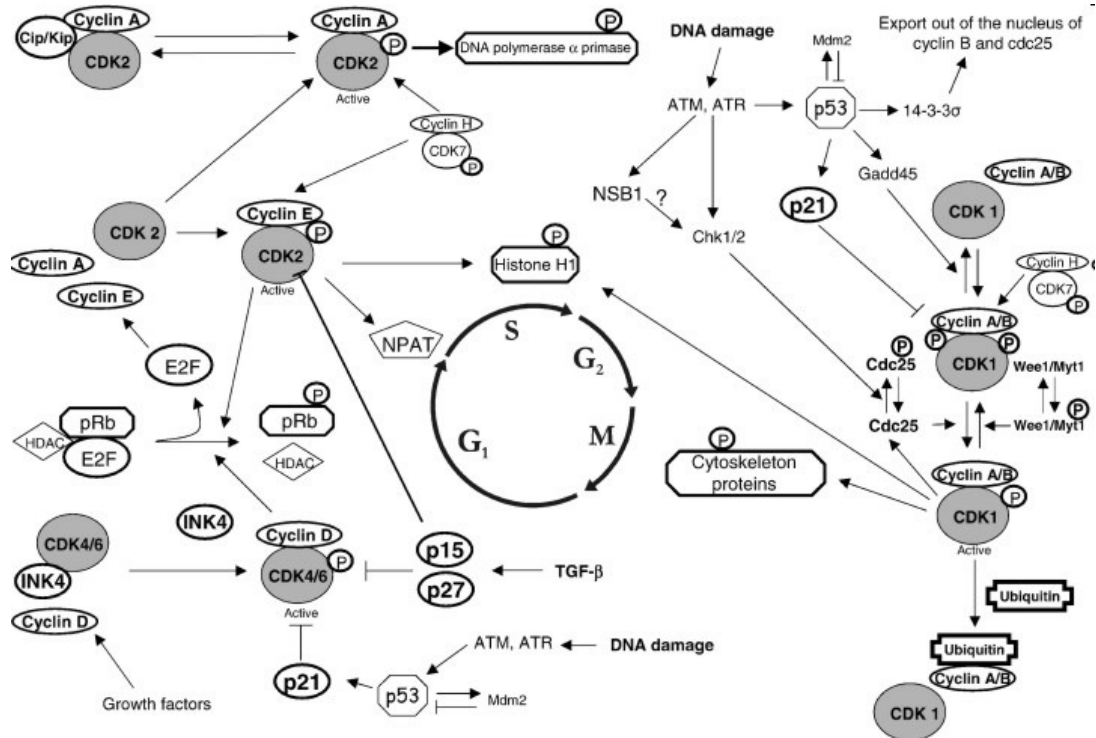 Cyclin A
Cip/Kip
CDK2
Cyclin A
P
CDK2
Active
P
DNA polymerase α primase
Cyclin H
CDK7
P
CDK 2
Cyclin E
P
CDK2
Active
Cyclin A
Cyclin E
E2F
NPAT
P
Histone H1
pRb
HDAC
E2F
P
pRb
HDAC
S
G2
M
G1
INK4
CDK4/6
INK4
Cyclin D
Growth factors
Cyclin D
P
CDK4/6
Active
p15
p27
TGF-β
p21
p53
Mdm2
ATM, ATR
DNA damage
DNA damage
ATM, ATR
Mdm2
p53
14-3-3σ
Export out of the nucleus of
cyclin B and cdc25
NSB1
?
Chk1/2
p21
Gadd45
Cyclin A/B
CDK 1
Cyclin H
CDK7
P
Cyclin A/B
P
P
CDK1
P
Cdc25
Cdc25
Wee1/Myt1
P
Wee1/Myt1
P
Cytoskeleton
proteins
Cyclin A/B
P
CDK1
Active
Ubiquitin
Ubiquitin
Cyclin A/B
CDK 1